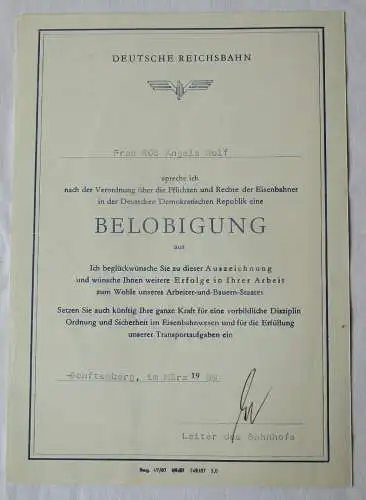 DEUTSCHE REICHSBAHN
Frau Angela Wolf
spreche ich
nach der Verordnung über die Pflichten und Rechte der Eisenbahner
in der Deutschen Demokratischen Republik eine
BELOBIGUNG
aus
Ich beglückwünsche Sie zu dieser Auszeichnung
und wünsche Ihnen weitere Erfolge in Ihrer Arbeit
zum Wohle unseres Arbeiter-und-Bauern-Staates
Setzen Sie auch künftig Ihre ganze Kraft für eine vorbildliche Disziplin
Ordnung und Sicherheit im Eisenbahnwesen und für die Erfüllung
unserer Transportaufgaben ein
Senftenberg, im März 19
Leiter des Bahnhofs